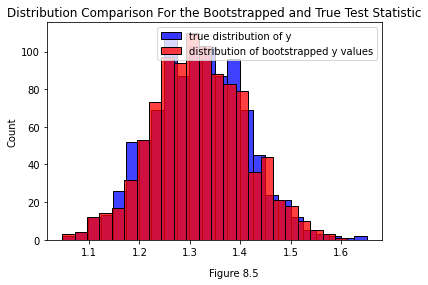 Distribution Comparison For the Bootstrapped and True Test Statistic
true distribution of y
distribution of bootstrapped y values
Count
100
80
60
40
20
0
1.1 1.2 1.3 1.4 1.5 1.6
Figure 8.5